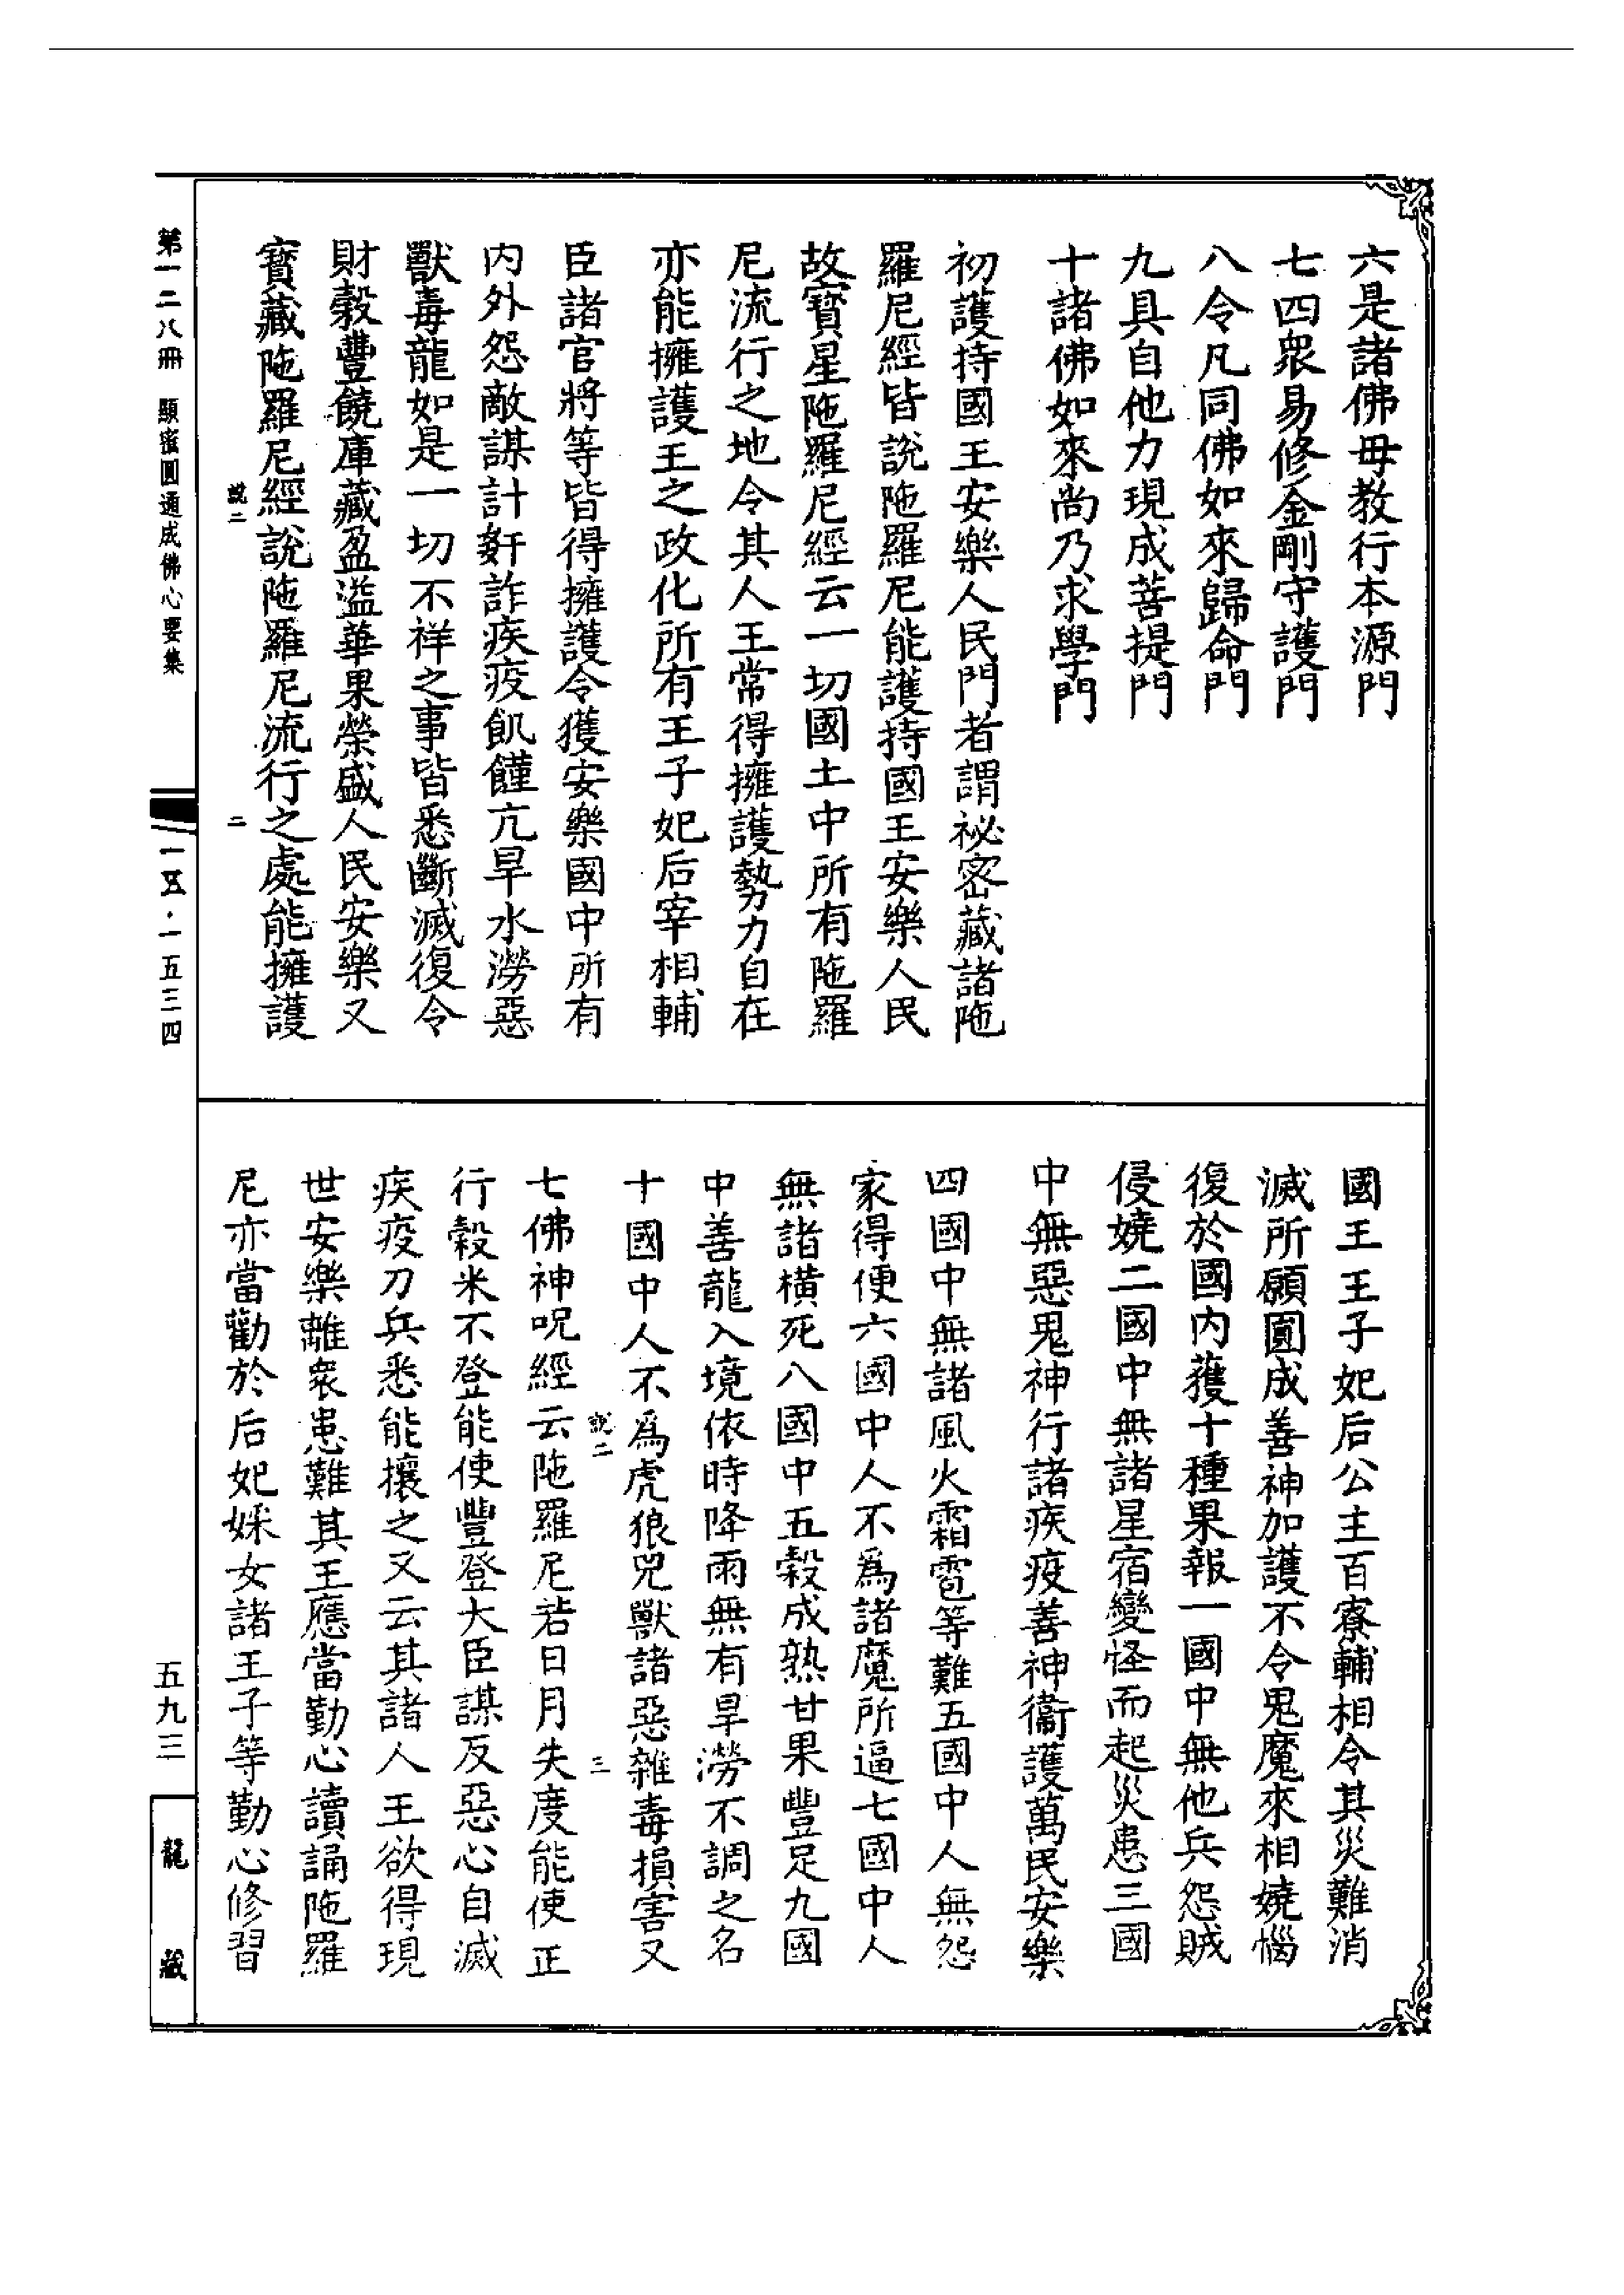 六是諸佛母教行本源門
七四衆易修金剛守護門
八令凡同佛如來歸命門
九具自他力現成菩提門
十諸佛如來尚乃求學門
初護持國王安樂人民門者謂祕密藏諸陁
羅尼經皆說陁羅尼能護持國王安樂人民
故寶星陁羅尼經云一切國土中所有陁羅
尼流行之地令其人王常得擁護勢力自在
亦能擁護王之政化所有王子妃后宰相輔
臣諸官將等皆得擁護令獲安樂國中所有
内外怨敵謀計姧詐疾疫飢饉亢旱水澇惡
獸毒龍如是一切不祥之事皆悉斷滅復令
財穀豐饒庫藏盈溢華果榮盛人民安樂又
說二
二
寶藏陁羅尼經說陁羅尼流行之處能擁護
國王王子妃后公主百寮輔相令其災難消
滅所願圓成善神加護不令鬼魔來相嬈惱
復於國内獲十種果報一國中無他兵怨賊
侵嬈二國中無諸星宿變怪而起災患三國
中無惡鬼神行諸疾疫善神衞護萬民安樂
四國中無諸風火霜雹等難五國中人無怨
家得便六國中人不爲諸魔所逼七國中人
無諸橫死八國中五穀成熟甘果豐足九國
中善龍入境依時降雨無有旱澇不調之名
十國中人不爲虎狼兕獸諸惡雜毒損害又
說二
三
七佛神呪經云陁羅尼若日月失度能使正
行穀米不登能使豐登大臣謀反惡心自滅
疾疫刀兵悉能攘之又云其諸人王欲得現
世安樂離衆患難其王應當勤心讀誦陁羅
尼亦當勸於后妃婇女諸王子等勤心修習
第一二八冊 顯密圓通成佛心要集
一五五·一五三四
五九三
龍藏